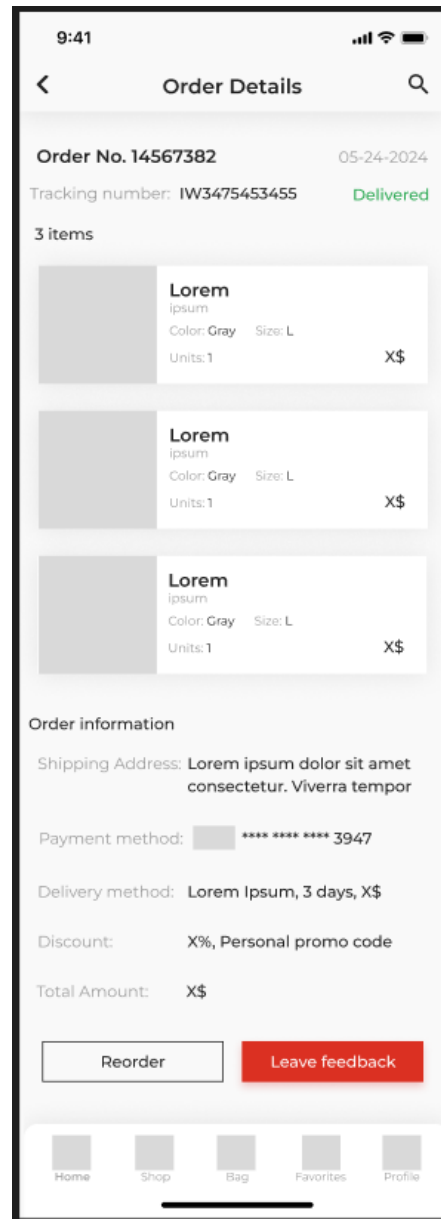 9:41
Order Details
Order No. 14567382 05-24-2024
Tracking number: IW3475453455 Delivered
3 items
Lorem
ipsum
Color: Gray Size: L
Units: 1 X$
Lorem
ipsum
Color: Gray Size: L
Units: 1 X$
Lorem
ipsum
Color: Gray Size: L
Units: 1 X$
Order information
Shipping Address: Lorem ipsum dolor sit amet
consectetur. Viverra tempor
Payment method: **** **** **** 3947
Delivery method: Lorem Ipsum, 3 days, X$
Discount: X%, Personal promo code
Total Amount: X$
Reorder Leave feedback
Home Shop Bag Favorites Profile